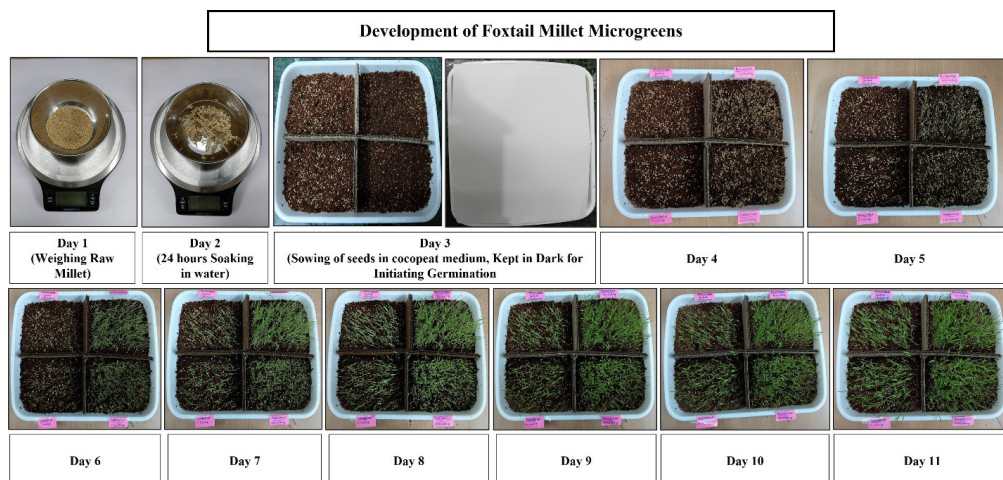 Development of Foxtail Millet Microgreens
Day 1
(Weighing Raw
Millet)
Day 2
(24 hours Soaking
in water)
Day 3
(Sowing of seeds in cocopeat medium, Kept in Dark for
Initiating Germination
Day 4
Day 5
Day 6
Day 7
Day 8
Day 9
Day 10
Day 11